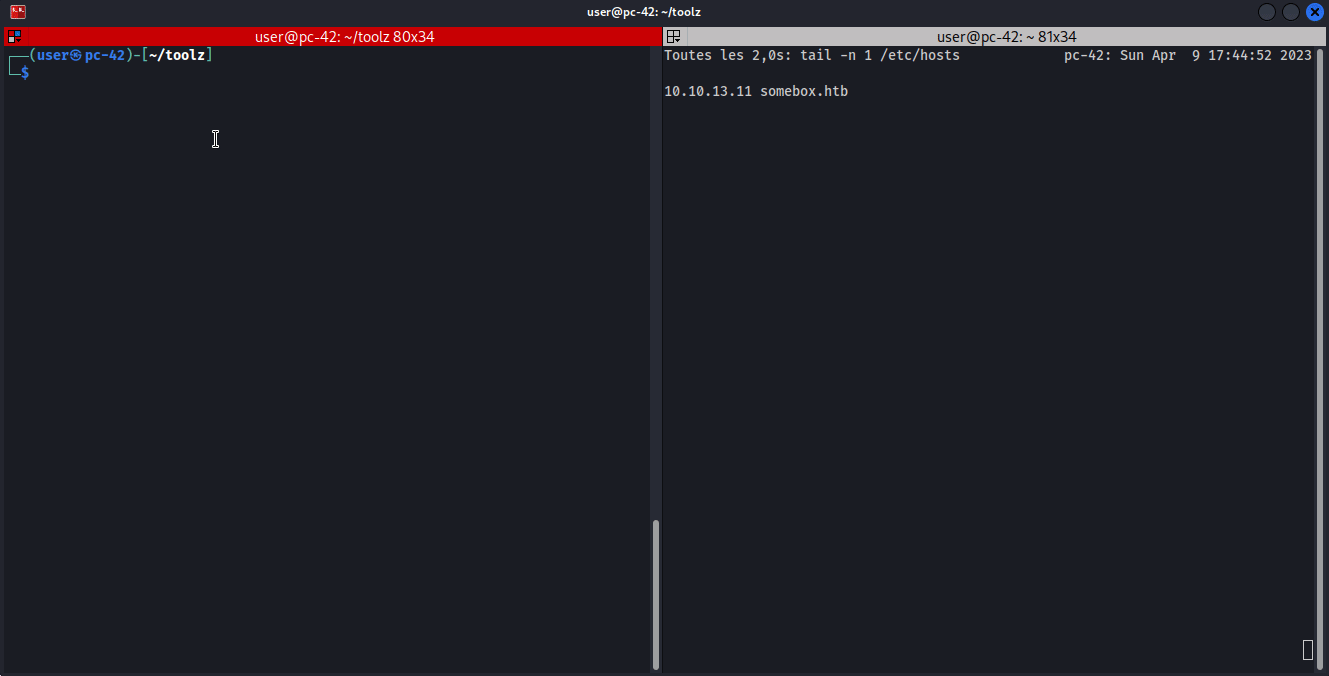 user@pc-42: ~/toolz
user@pc-42: ~/toolz 80x34
┌──(user㉿pc-42)-[~/toolz]
└─$
user@pc-42: ~ 81x34
Toutes les 2,0s: tail -n 1 /etc/hosts pc-42: Sun Apr  9 17:44:52 2023
10.10.13.11 somebox.htb